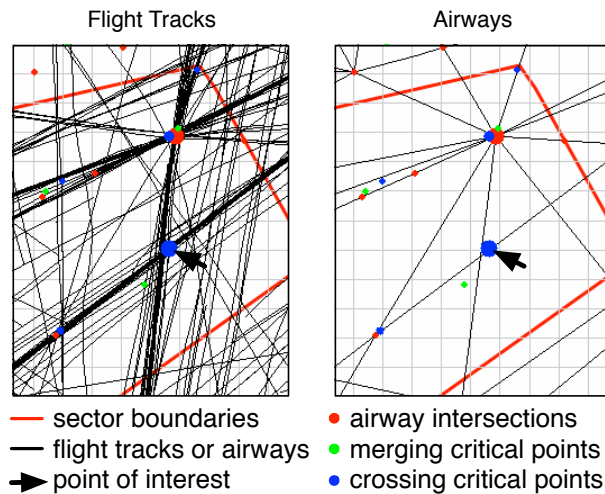 Flight Tracks
Airways
sector boundaries
flight tracks or airways
point of interest
airway intersections
merging critical points
crossing critical points